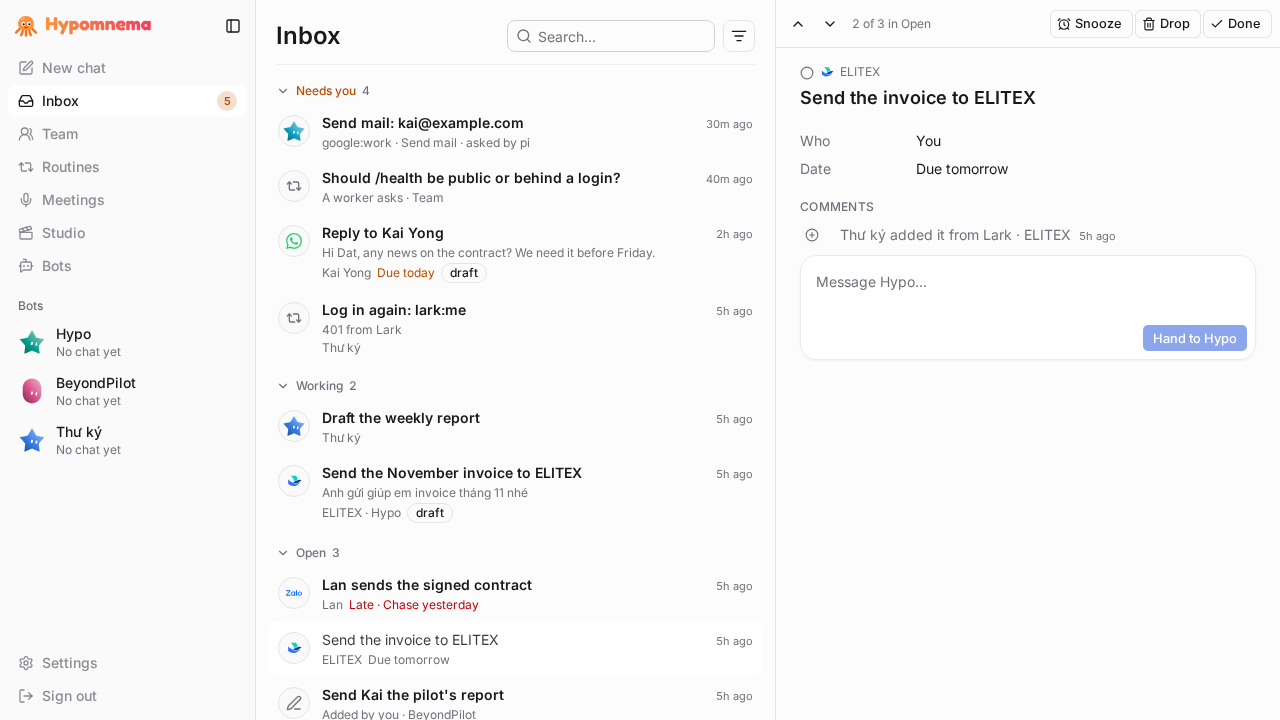 Hypomnema
New chat
Inbox
5
Team
Routines
Meetings
Studio
Bots
Bots
Hypo
No chat yet
BeyondPilot
No chat yet
Thư ký
No chat yet
Settings
Sign out
Inbox
Search...
Needs you 4
Send mail: kai@example.com
30m ago
google:work · Send mail · asked by pi
Should /health be public or behind a login?
40m ago
A worker asks · Team
Reply to Kai Yong
2h ago
Hi Dat, any news on the contract? We need it before Friday.
Kai Yong Due today draft
Log in again: lark:me
5h ago
401 from Lark
Thư ký
Working 2
Draft the weekly report
5h ago
Thư ký
Send the November invoice to ELITEX
5h ago
Anh gửi giúp em invoice tháng 11 nhé
ELITEX · Hypo draft
Open 3
Zalo
Lan sends the signed contract
5h ago
Lan Late · Chase yesterday
Send the invoice to ELITEX
5h ago
ELITEX Due tomorrow
Send Kai the pilot's report
5h ago
Added by you · BeyondPilot
2 of 3 in Open
Snooze
Drop
Done
ELITEX
Send the invoice to ELITEX
Who You
Date Due tomorrow
COMMENTS
Thư ký added it from Lark · ELITEX 5h ago
Message Hypo...
Hand to Hypo